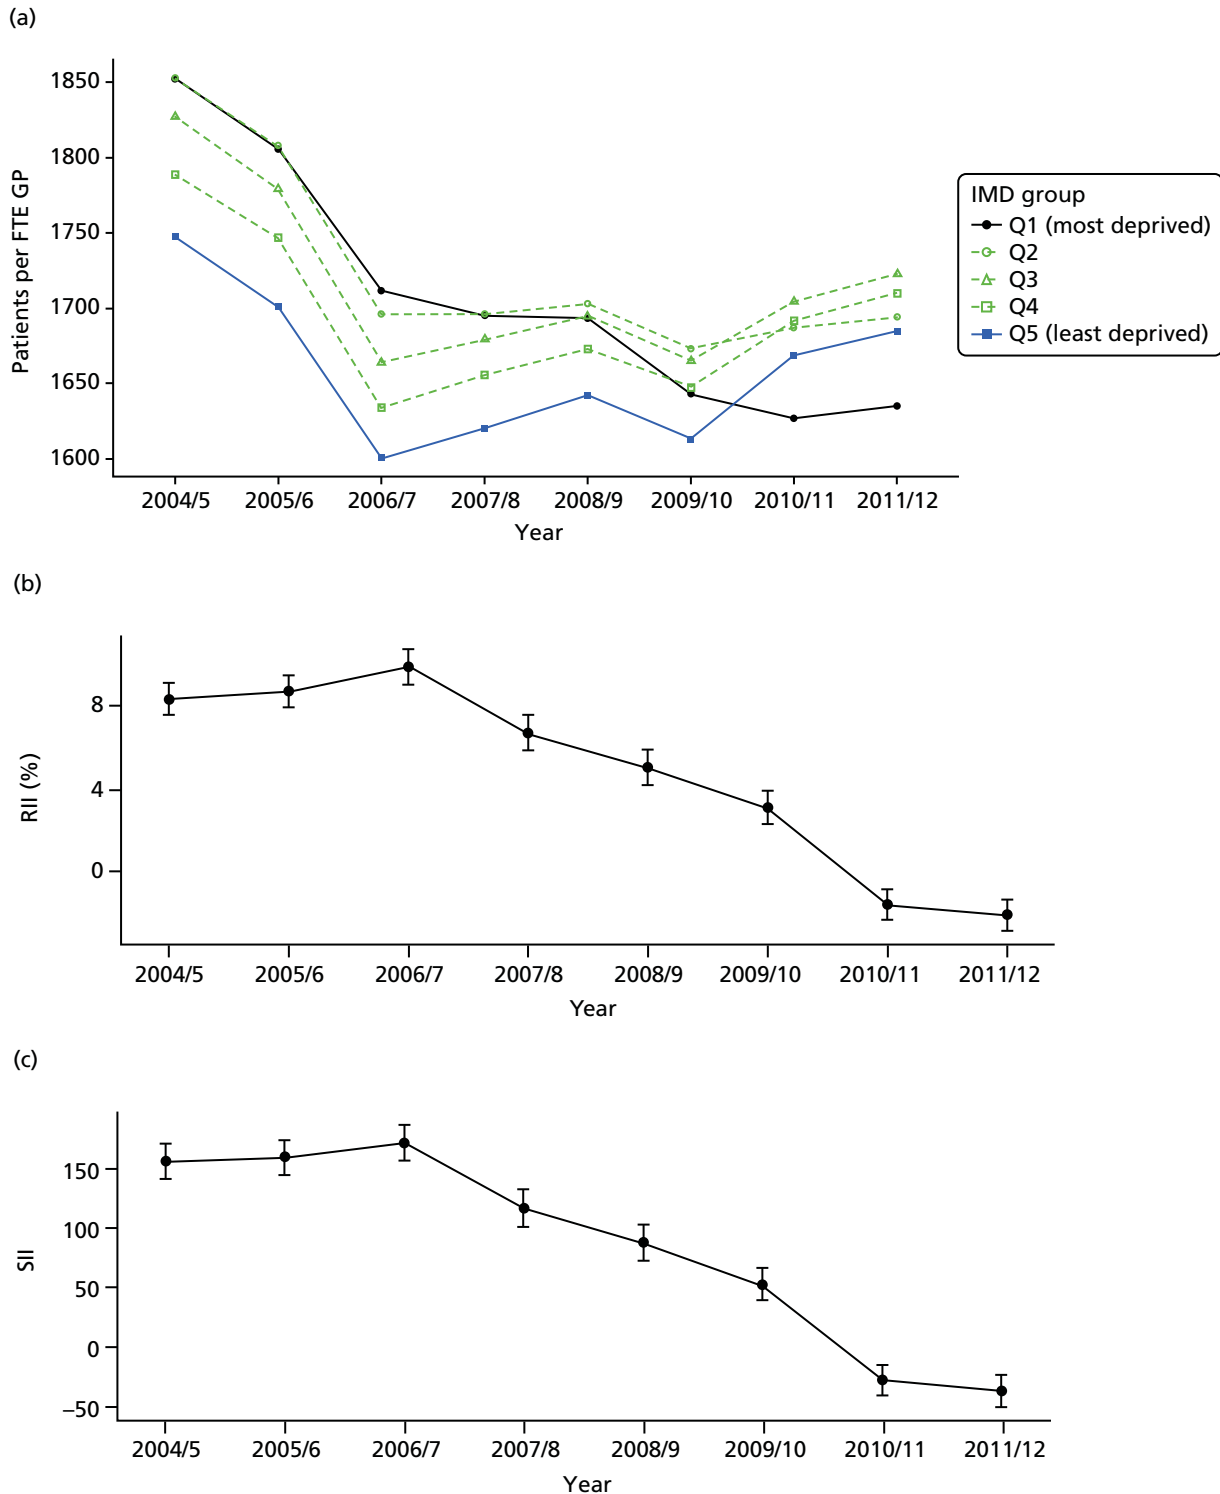 (a)
Patients per FTE GP
1850
1800
1750
1700
1650
1600
2004/5 2005/6 2006/7 2007/8 2008/9 2009/10 2010/11 2011/12
Year
IMD group
Q1 (most deprived)
Q2
Q3
Q4
Q5 (least deprived)
(b)
RII (%)
8
4
0
2004/5 2005/6 2006/7 2007/8 2008/9 2009/10 2010/11 2011/12
Year
(c)
SII
150
100
50
0
−50
2004/5 2005/6 2006/7 2007/8 2008/9 2009/10 2010/11 2011/12
Year